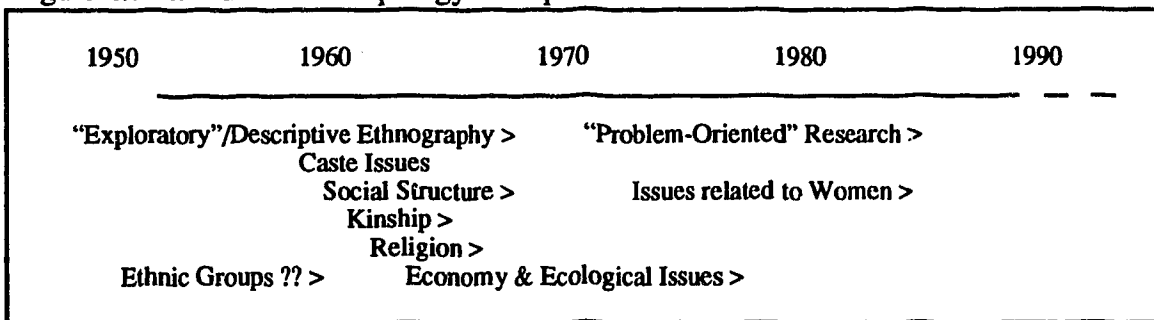 1950 1960 1970 1980 1990
"Exploratory"/Descriptive Ethnography > "Problem-Oriented" Research >
Caste Issues
Social Structure > Issues related to Women >
Kinship >
Religion >
Ethnic Groups ?? > Economy & Ecological Issues >